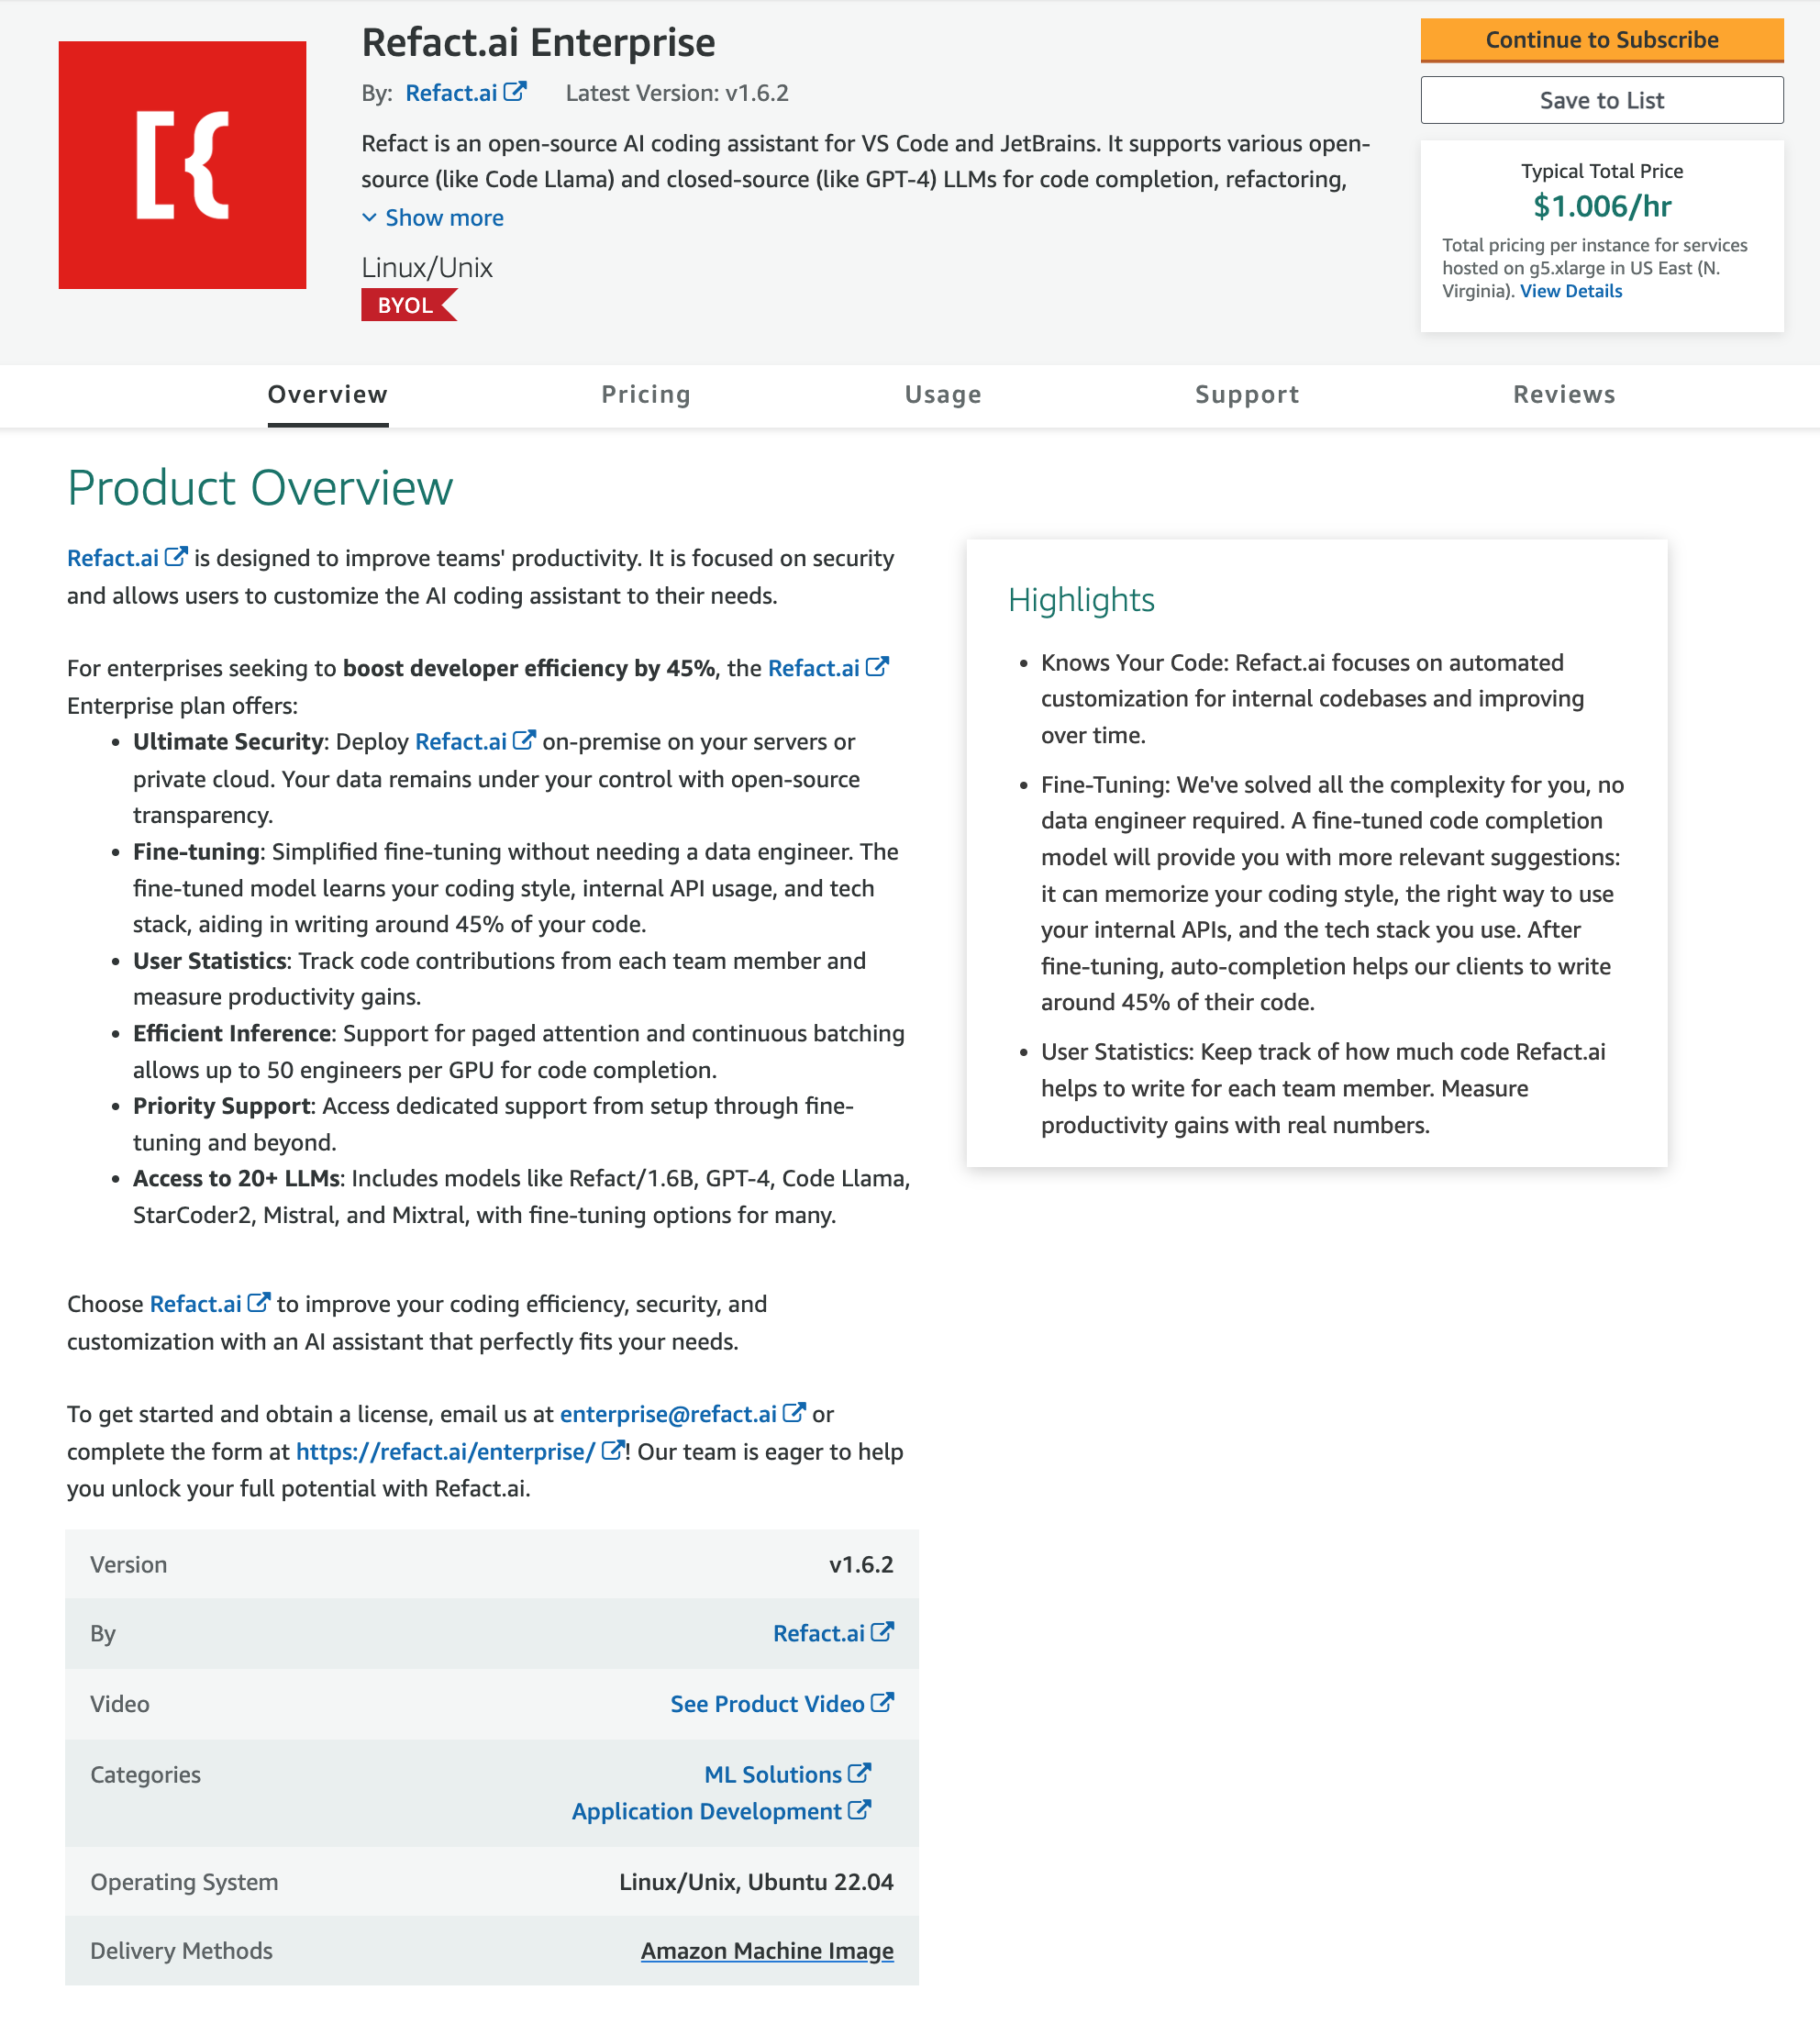 [{
Refact.ai Enterprise
By: Refact.ai Latest Version: v1.6.2
Refact is an open-source AI coding assistant for VS Code and JetBrains. It supports various open-
source (like Code Llama) and closed-source (like GPT-4) LLMs for code completion, refactoring,
Show more
Linux/Unix
BYOL
Continue to Subscribe
Save to List
Typical Total Price
$1.006/hr
Total pricing per instance for services
hosted on g5.xlarge in US East (N.
Virginia). View Details
Overview Pricing Usage Support Reviews
Product Overview
Refact.ai is designed to improve teams' productivity. It is focused on security
and allows users to customize the AI coding assistant to their needs.
For enterprises seeking to boost developer efficiency by 45%, the Refact.ai
Enterprise plan offers:
• Ultimate Security: Deploy Refact.ai on-premise on your servers or
private cloud. Your data remains under your control with open-source
transparency.
• Fine-tuning: Simplified fine-tuning without needing a data engineer. The
fine-tuned model learns your coding style, internal API usage, and tech
stack, aiding in writing around 45% of your code.
• User Statistics: Track code contributions from each team member and
measure productivity gains.
• Efficient Inference: Support for paged attention and continuous batching
allows up to 50 engineers per GPU for code completion.
• Priority Support: Access dedicated support from setup through fine-
tuning and beyond.
• Access to 20+ LLMs: Includes models like Refact/1.6B, GPT-4, Code Llama,
StarCoder2, Mistral, and Mixtral, with fine-tuning options for many.
Choose Refact.ai to improve your coding efficiency, security, and
customization with an AI assistant that perfectly fits your needs.
To get started and obtain a license, email us at enterprise@refact.ai or
complete the form at https://refact.ai/enterprise/ ! Our team is eager to help
you unlock your full potential with Refact.ai.
Highlights
• Knows Your Code: Refact.ai focuses on automated
customization for internal codebases and improving
over time.
• Fine-Tuning: We've solved all the complexity for you, no
data engineer required. A fine-tuned code completion
model will provide you with more relevant suggestions:
it can memorize your coding style, the right way to use
your internal APIs, and the tech stack you use. After
fine-tuning, auto-completion helps our clients to write
around 45% of their code.
• User Statistics: Keep track of how much code Refact.ai
helps to write for each team member. Measure
productivity gains with real numbers.
Version v1.6.2
By Refact.ai
Video See Product Video
Categories ML Solutions
Application Development
Operating System Linux/Unix, Ubuntu 22.04
Delivery Methods Amazon Machine Image